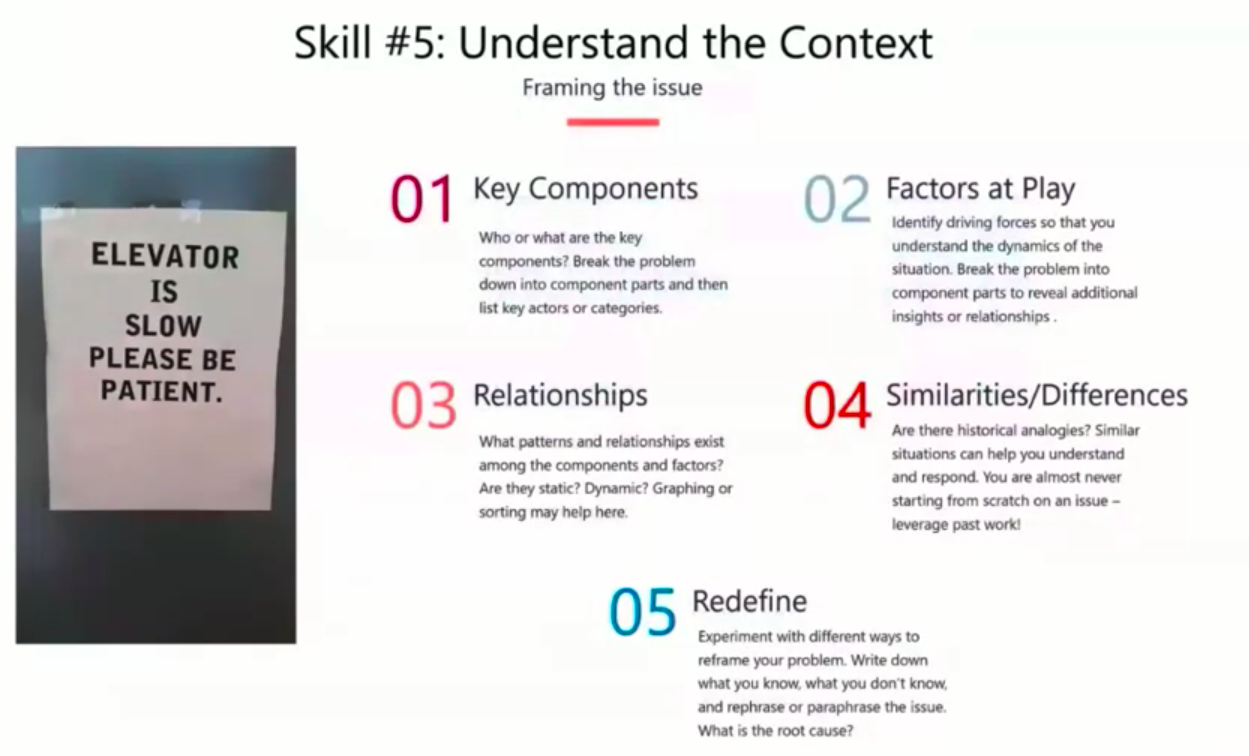 Skill #5: Understand the Context
Framing the issue
ELEVATOR
IS
SLOW
PLEASE BE
PATIENT.
01
Key Components
Who or what are the key
components? Break the problem
down into component parts and then
list key actors or categories.
02
Factors at Play
Identify driving forces so that you
understand the dynamics of the
situation. Break the problem into
component parts to reveal additional
insights or relationships .
03
Relationships
What patterns and relationships exist
among the components and factors?
Are they static? Dynamic? Graphing or
sorting may help here.
04
Similarities/Differences
Are there historical analogies? Similar
situations can help you understand
and respond. You are almost never
starting from scratch on an issue –
leverage past work!
05
Redefine
Experiment with different ways to
reframe your problem. Write down
what you know, what you don't know,
and rephrase or paraphrase the issue.
What is the root cause?